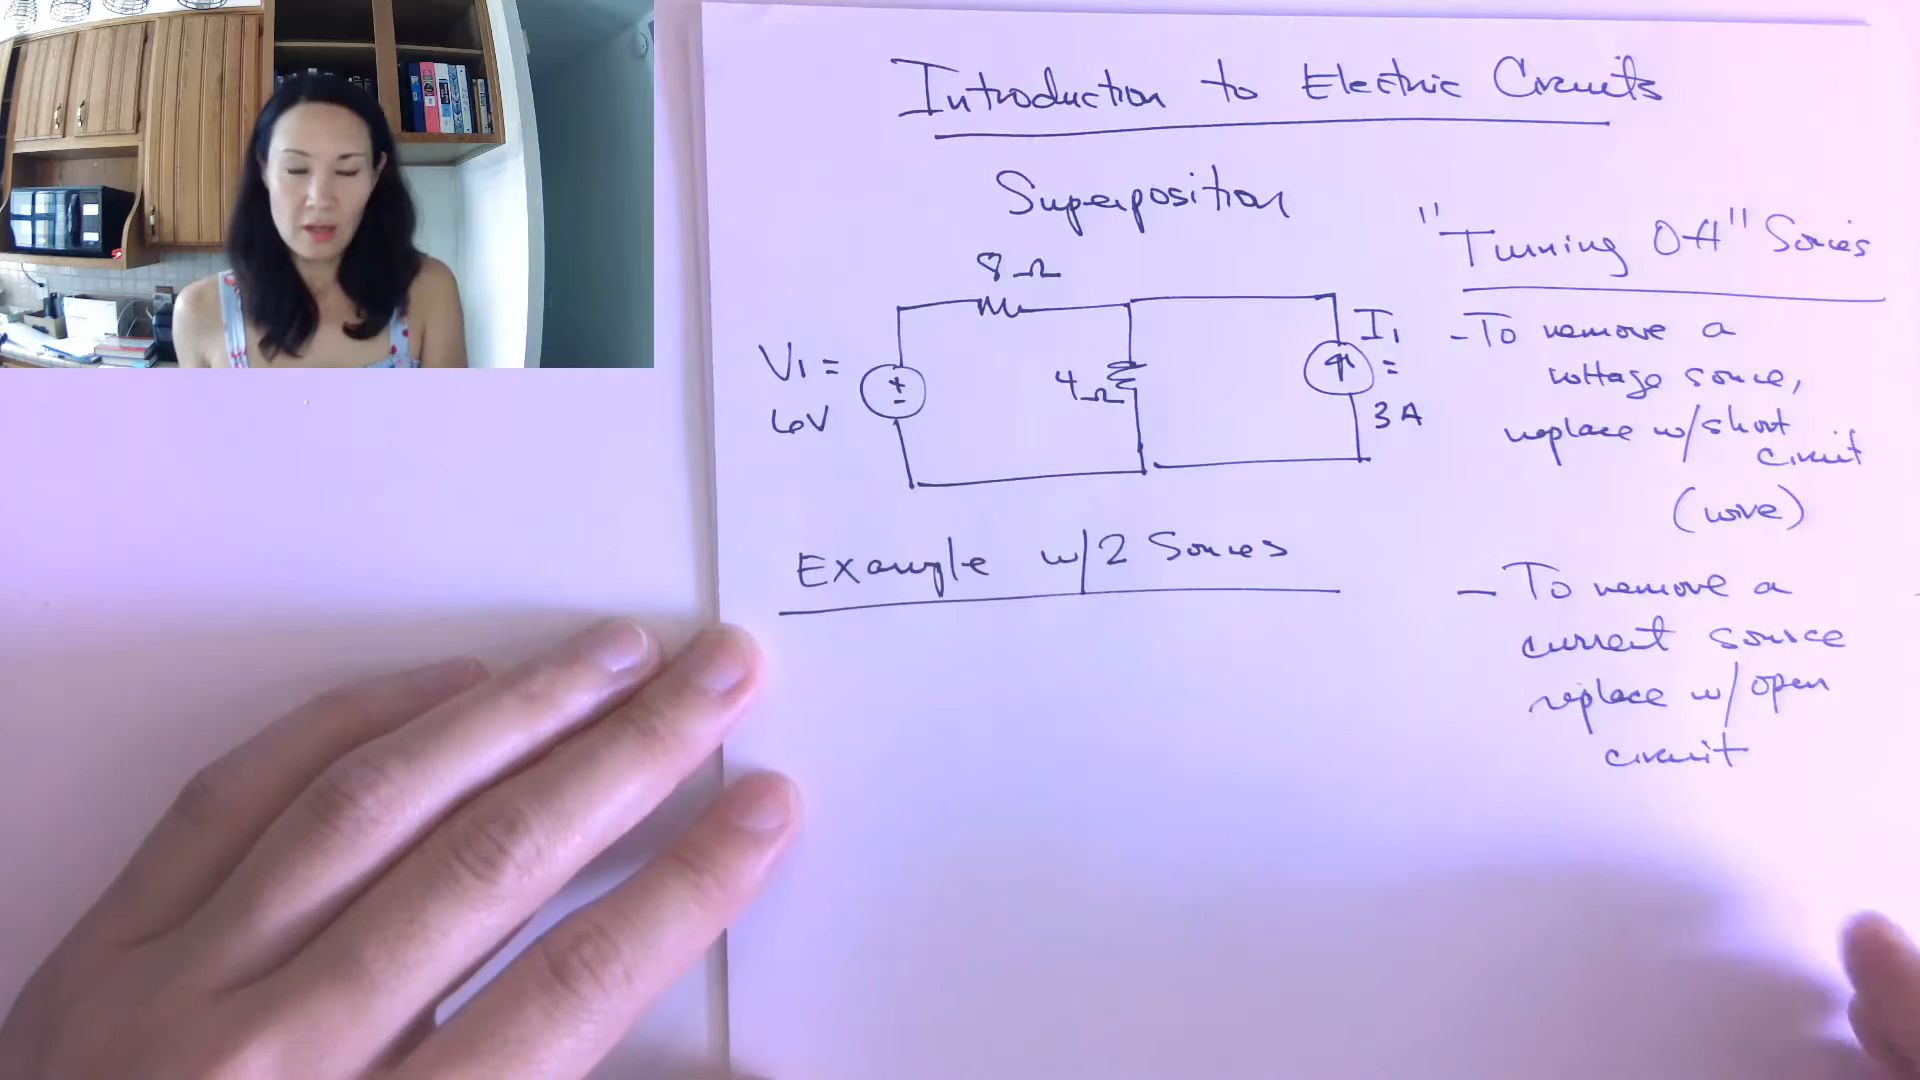 Introduction to Electric Circuits
Superposition
8Ω
V1 =
6V
+
-
4Ω
I1
=
3 A
Example w/2 Sources
"Turning Off" Sources
- To remove a
voltage source,
replace w/short
circuit
(wire)
- To remove a
current source
replace w/ open
circuit